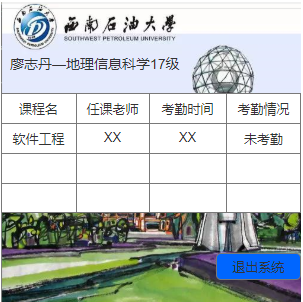 西南石油大学
SOUTHWEST PETROLEUM UNIVERSITY
廖志丹—地理信息科学17级
课程名 任课老师 考勤时间 考勤情况
软件工程 XX XX 未考勤
退出系统